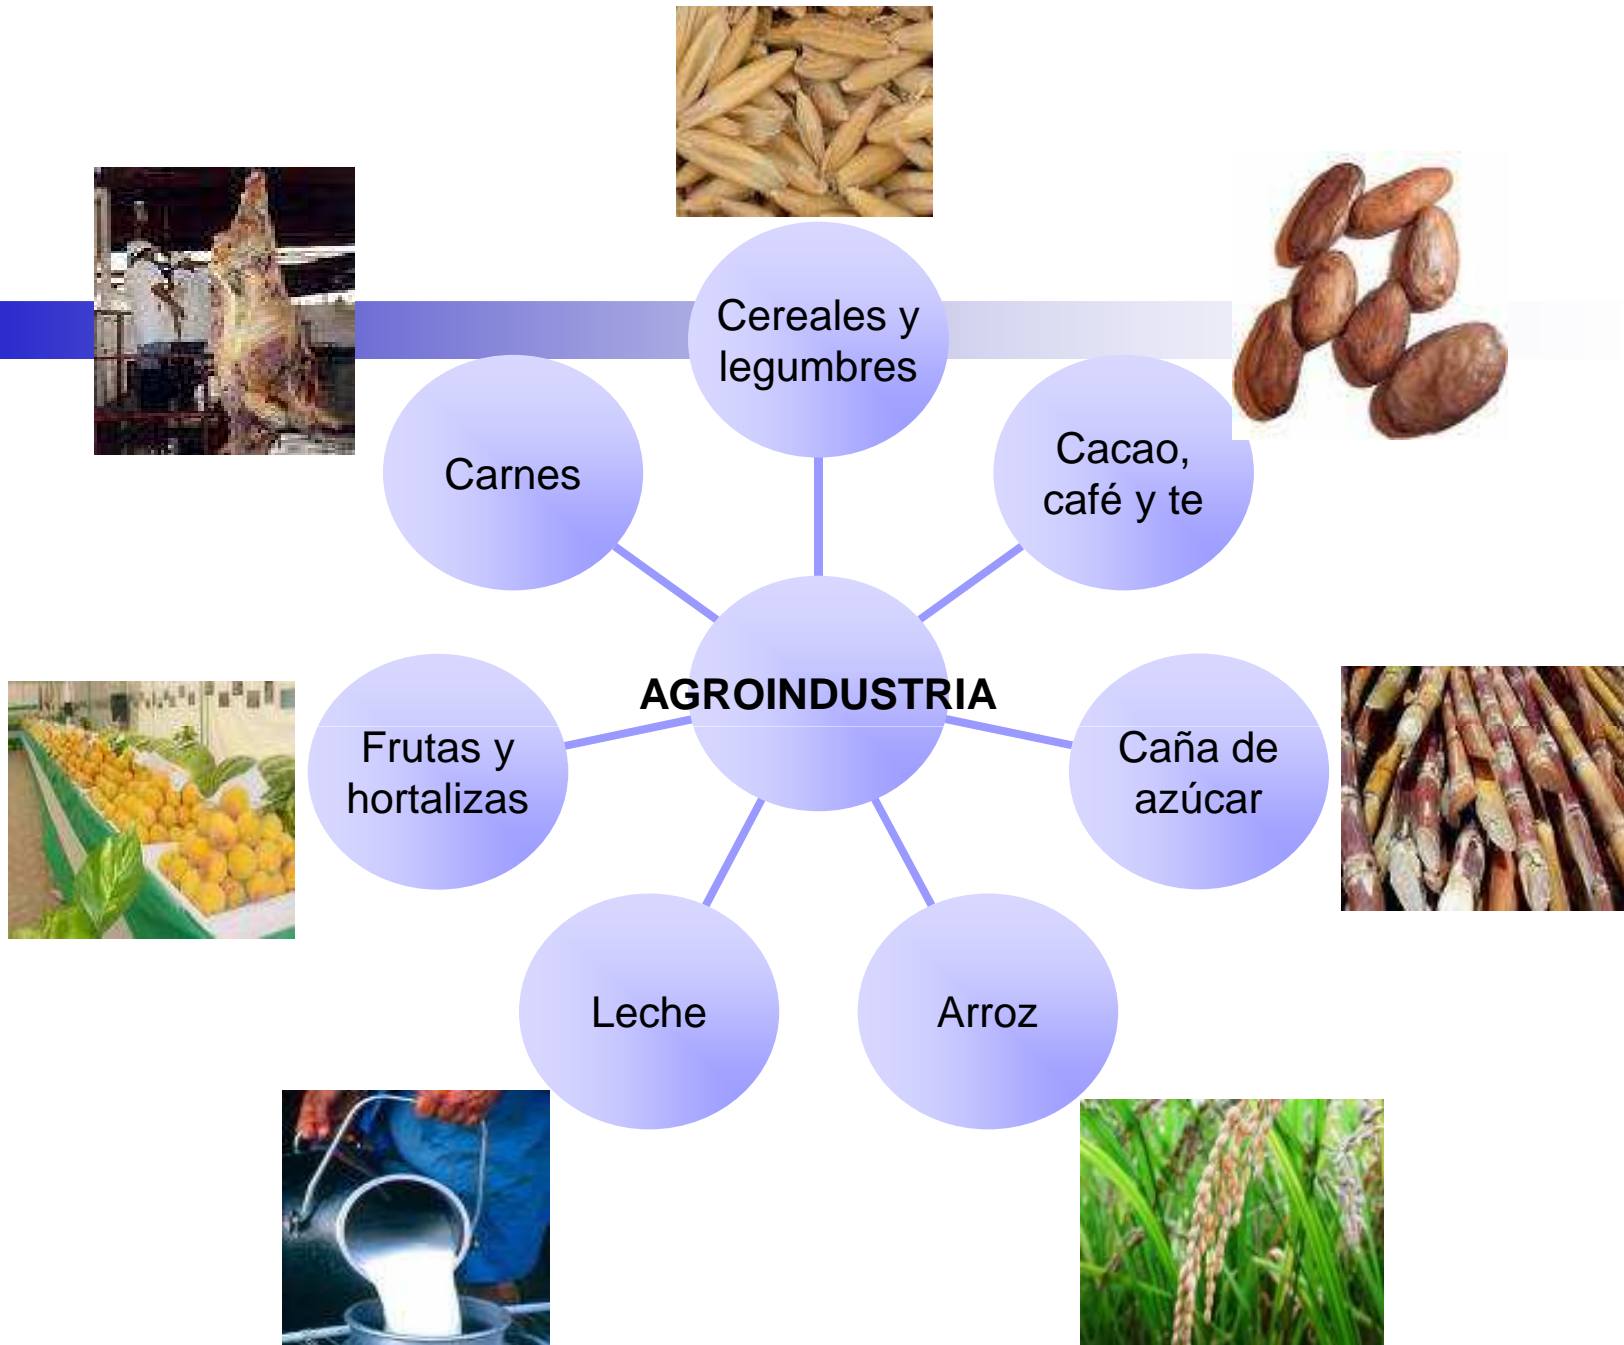 Cereales y
legumbres
Cacao,
café y te
Carnes
AGROINDUSTRIA
Frutas y
hortalizas
Caña de
azúcar
Leche
Arroz